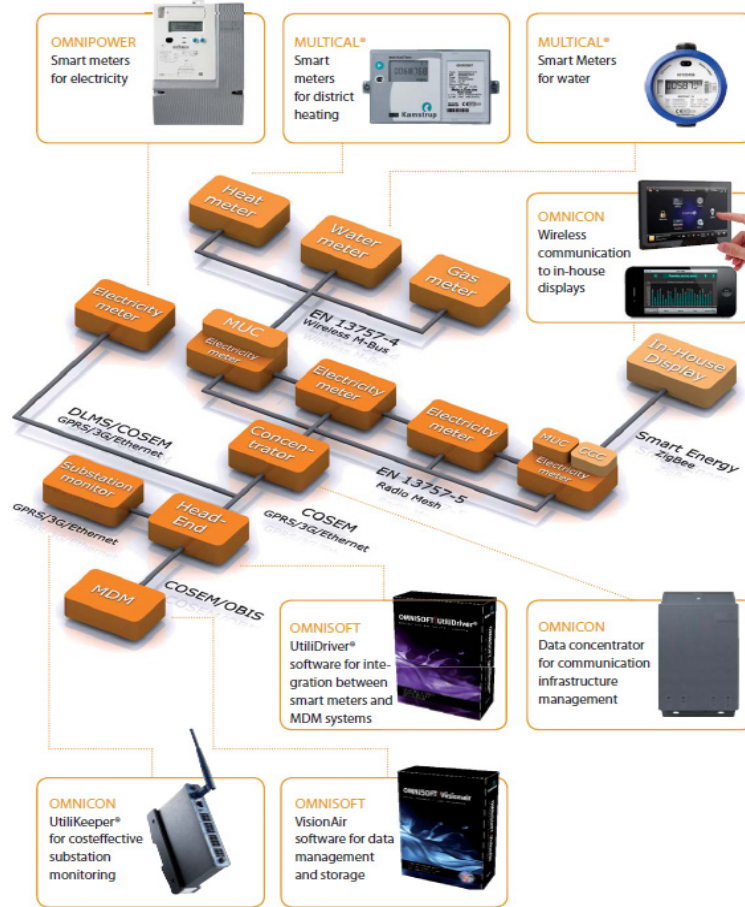 OMNIPOWER
Smart meters
for electricity
MULTICAL®
Smart
meters
for district
heating
Kamstrup
MULTICAL®
Smart Meters
for water
OMNICON
Wireless
communication
to in-house
displays
Heat
meter
Water
meter
Gas
meter
Electricity
meter
EN 13757-4
Wireless M-Bus
MUC
Electricity
meter
In-House
Display
Electricity
meter
Electricity
meter
MUC
CCC
Electricity
meter
DLMS/COSEM
GPRS/3G/Ethernet
Concen-
trator
Smart Energy
ZigBee
EN 13757-5
Radio Mesh
Substation
monitor
GPRS/3G/Ethernet
Head-
End
COSEM
GPRS/3G/Ethernet
MDM
COSEM/OBIS
OMNISOFT
UtiliDriver®
software for inte-
gration between
smart meters and
MDM systems
OMNISOFT UtiliDriver®
OMNICON
Data concentrator
for communication
infrastructure
management
OMNICON
UtiliKeeper®
for costeffective
substation
monitoring
OMNISOFT
VisionAir
software for data
management
and storage
OMNISOFT Visionair